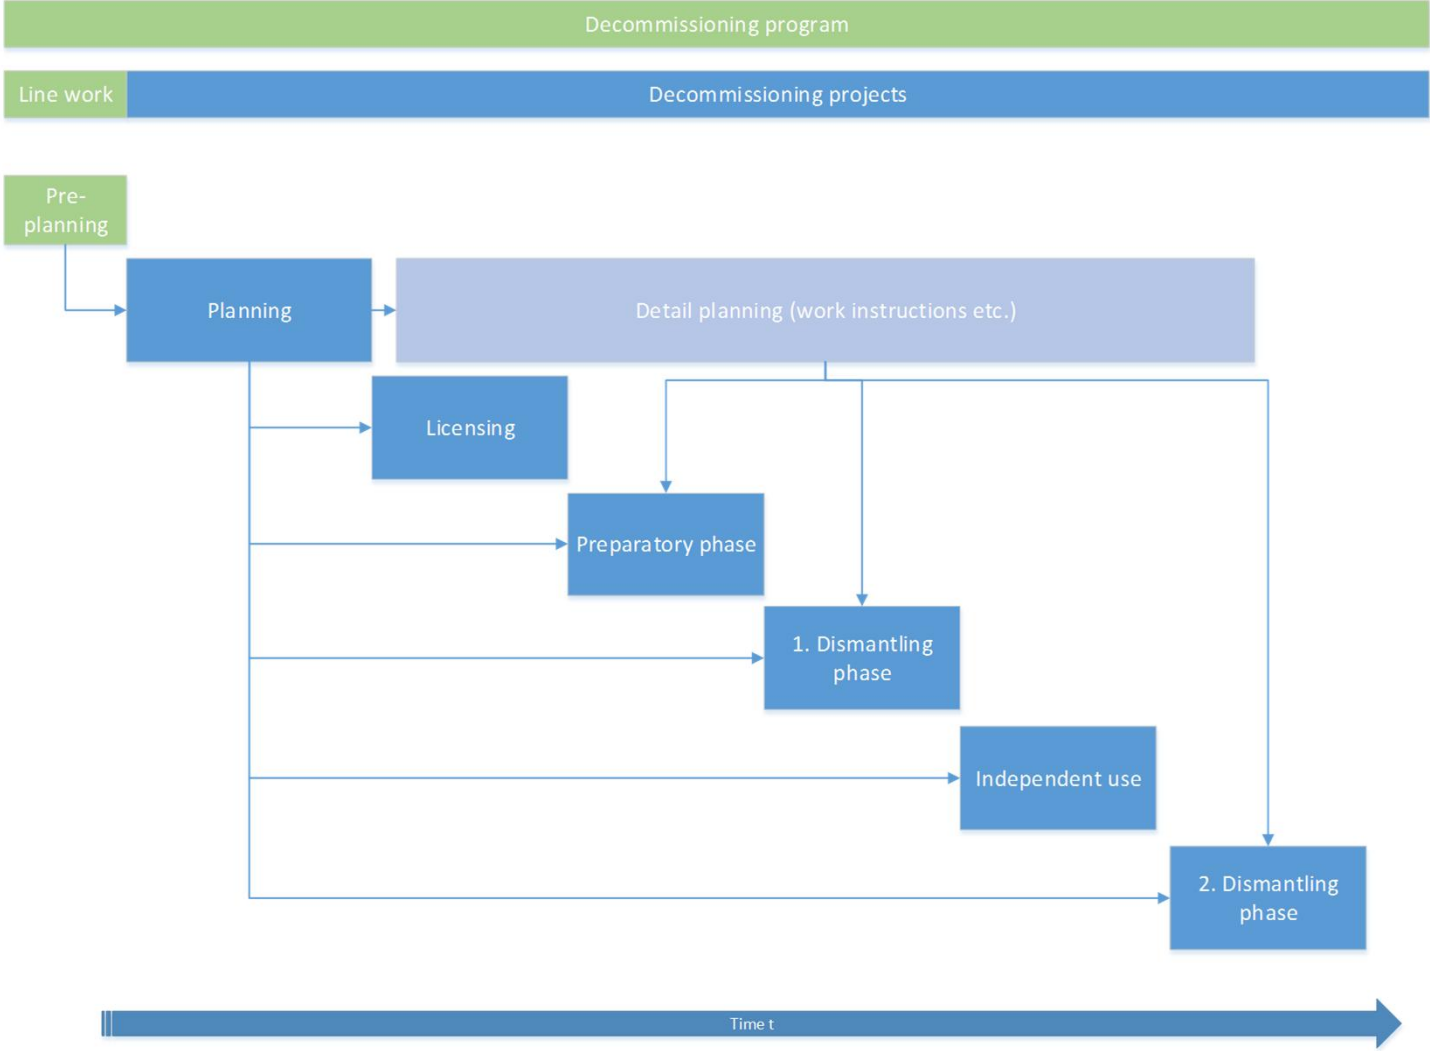 Decommissioning program
Line work
Decommissioning projects
Pre-
planning
Planning
Detail planning (work instructions etc.)
Licensing
Preparatory phase
1. Dismantling
phase
Independent use
2. Dismantling
phase
Time t